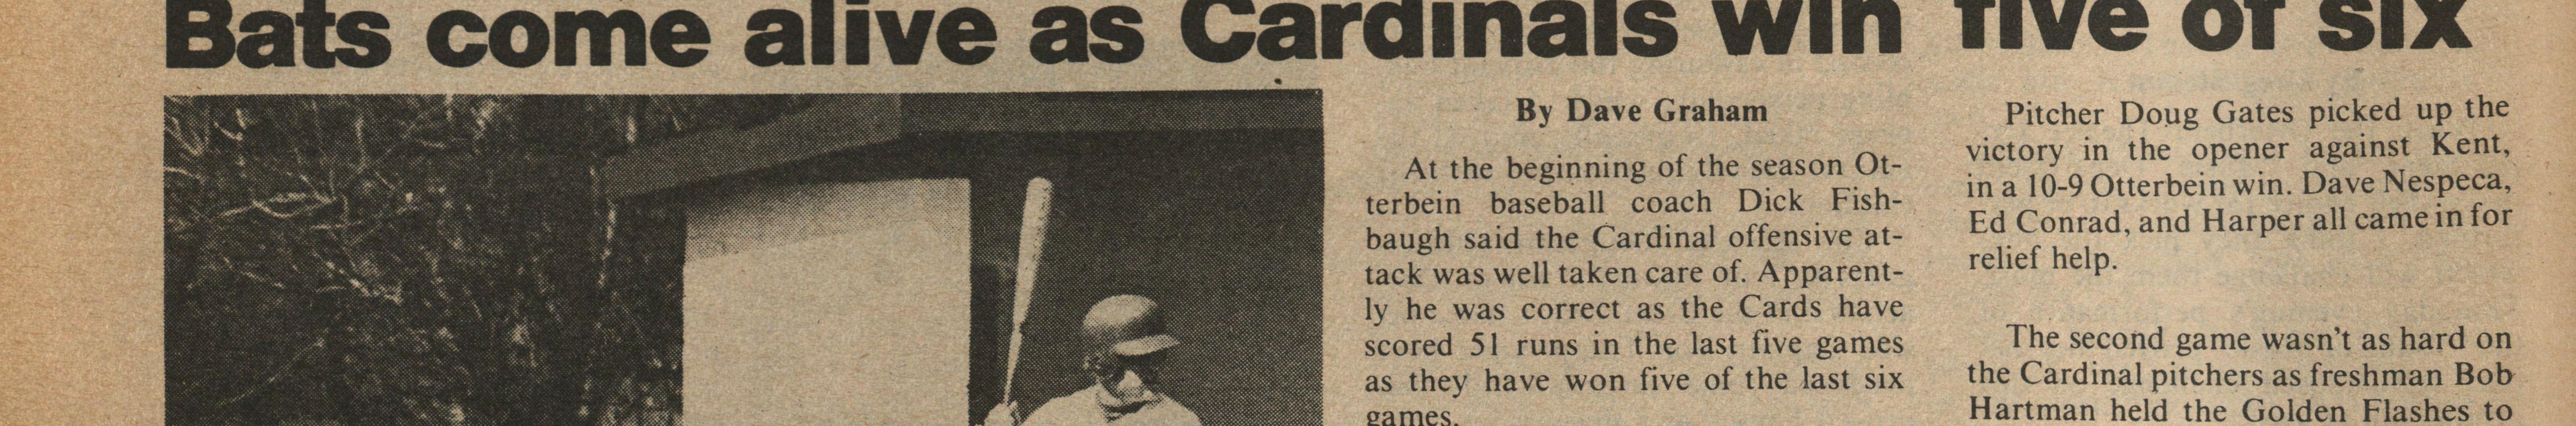 Bats come alive as Cardinals win five of six
By Dave Graham
At the beginning of the season Ot-
terbein baseball coach Dick Fish-
baugh said the Cardinal offensive at-
tack was well taken care of. Apparent-
ly he was correct as the Cards have
scored 51 runs in the last five games
as they have won five of the last six
games.
Pitcher Doug Gates picked up the
victory in the opener against Kent,
in a 10-9 Otterbein win. Dave Nespeca,
Ed Conrad, and Harper all came in for
relief help.
The second game wasn't as hard on
the Cardinal pitchers as freshman Bob
Hartman held the Golden Flashes to